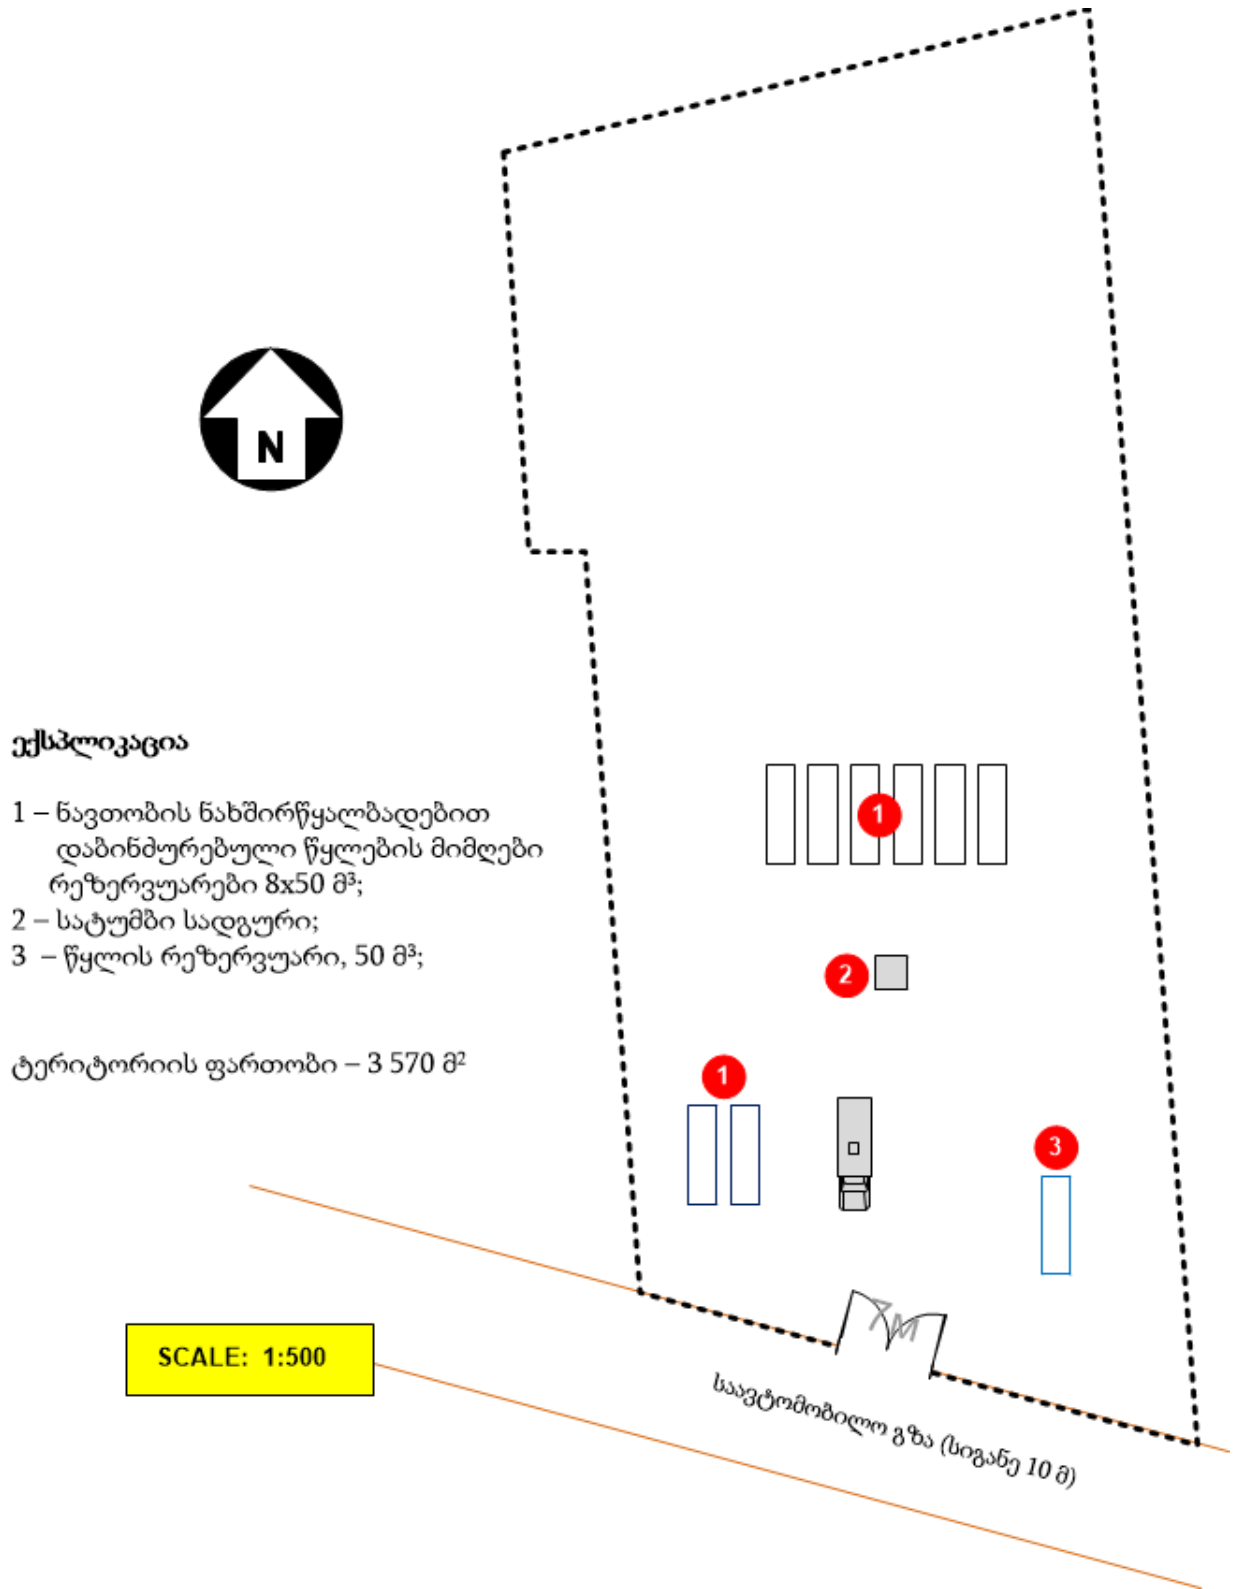 N
ექსპლიკაცია
1 – ნავთობის ნახშირწყალბადებით
დაბინძურებული წყლების მიმღები
რეზერვუარები 8x50 მ³;
2 – სატუმბი სადგური;
3 – წყლის რეზერვუარი, 50 მ³;
ტერიტორიის ფართობი – 3 570 მ²
1
2
1
3
7M
SCALE: 1:500
საავტომობილო გზა (სიგანე 10 მ)